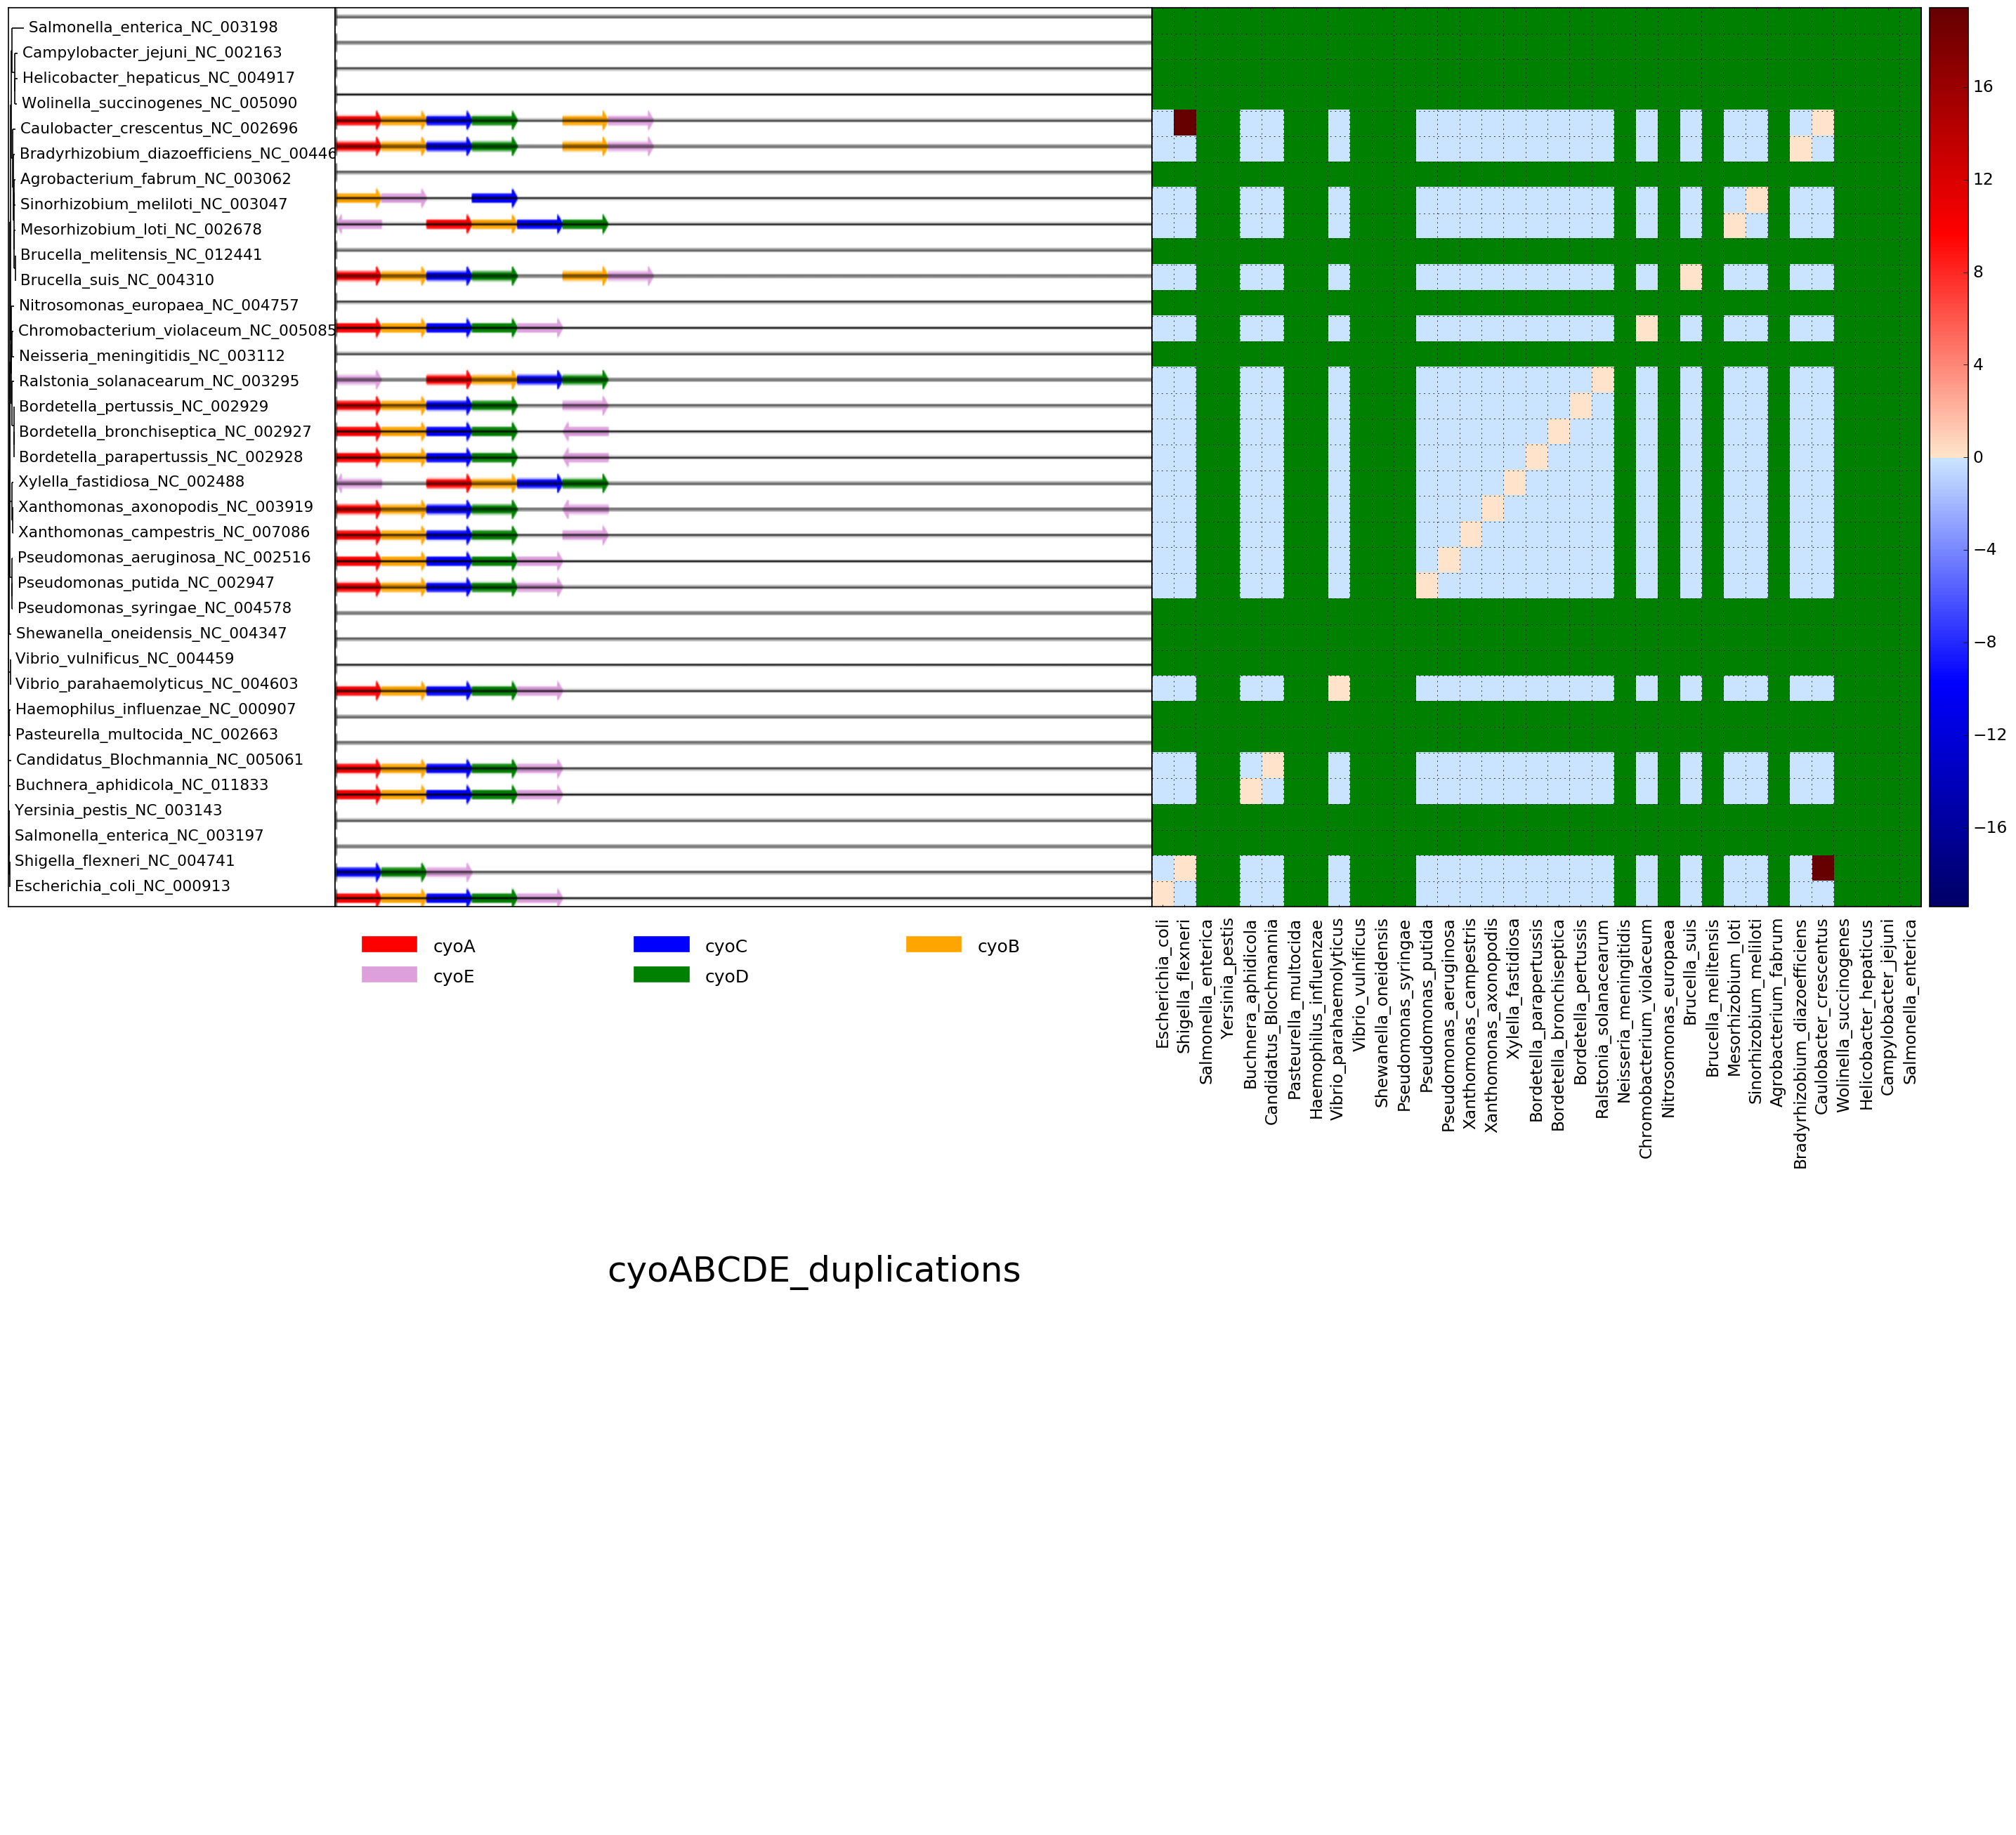 Salmonella_enterica_NC_003198
Campylobacter_jejuni_NC_002163
Helicobacter_hepaticus_NC_004917
Wolinella_succinogenes_NC_005090
Caulobacter_crescentus_NC_002696
Bradyrhizobium_diazoefficiens_NC_00446
Agrobacterium_fabrum_NC_003062
Sinorhizobium_meliloti_NC_003047
Mesorhizobium_loti_NC_002678
Brucella_melitensis_NC_012441
Brucella_suis_NC_004310
Nitrosomonas_europaea_NC_004757
Chromobacterium_violaceum_NC_005085
Neisseria_meningitidis_NC_003112
Ralstonia_solanacearum_NC_003295
Bordetella_pertussis_NC_002929
Bordetella_bronchiseptica_NC_002927
Bordetella_parapertussis_NC_002928
Xylella_fastidiosa_NC_002488
Xanthomonas_axonopodis_NC_003919
Xanthomonas_campestris_NC_007086
Pseudomonas_aeruginosa_NC_002516
Pseudomonas_putida_NC_002947
Pseudomonas_syringae_NC_004578
Shewanella_oneidensis_NC_004347
Vibrio_vulnificus_NC_004459
Vibrio_parahaemolyticus_NC_004603
Haemophilus_influenzae_NC_000907
Pasteurella_multocida_NC_002663
Candidatus_Blochmannia_NC_005061
Buchnera_aphidicola_NC_011833
Yersinia_pestis_NC_003143
Salmonella_enterica_NC_003197
Shigella_flexneri_NC_004741
Escherichia_coli_NC_000913
16
12
8
4
0
−4
−8
−12
−16
Escherichia_coli
Shigella_flexneri
Salmonella_enterica
Yersinia_pestis
Buchnera_aphidicola
Candidatus_Blochmannia
Pasteurella_multocida
Haemophilus_influenzae
Vibrio_parahaemolyticus
Vibrio_vulnificus
Shewanella_oneidensis
Pseudomonas_syringae
Pseudomonas_putida
Pseudomonas_aeruginosa
Xanthomonas_campestris
Xanthomonas_axonopodis
Xylella_fastidiosa
Bordetella_parapertussis
Bordetella_bronchiseptica
Bordetella_pertussis
Ralstonia_solanacearum
Neisseria_meningitidis
Chromobacterium_violaceum
Nitrosomonas_europaea
Brucella_suis
Brucella_melitensis
Mesorhizobium_loti
Sinorhizobium_meliloti
Agrobacterium_fabrum
Bradyrhizobium_diazoefficiens
Caulobacter_crescentus
Wolinella_succinogenes
Helicobacter_hepaticus
Campylobacter_jejuni
Salmonella_enterica
cyoA cyoC cyoB
cyoE cyoD
cyoABCDE_duplications